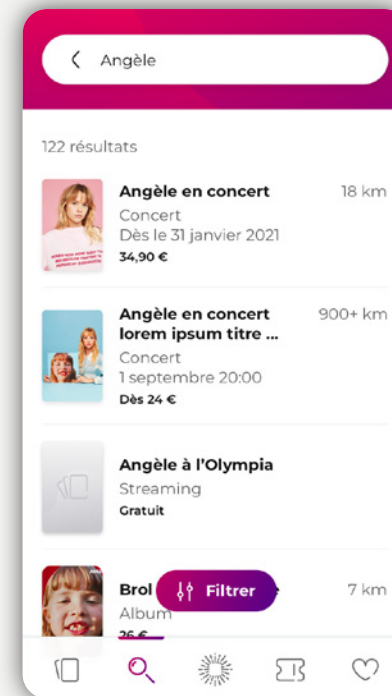 Angèle
122 résultats
Angèle en concert
18 km
Concert
Dès le 31 janvier 2021
34,90 €
Angèle en concert
900+ km
lorem ipsum titre ...
Concert
1 septembre 20:00
Dès 24 €
Angèle à l'Olympia
Streaming
Gratuit
Brol
Filtrer
7 km
Album
26 €